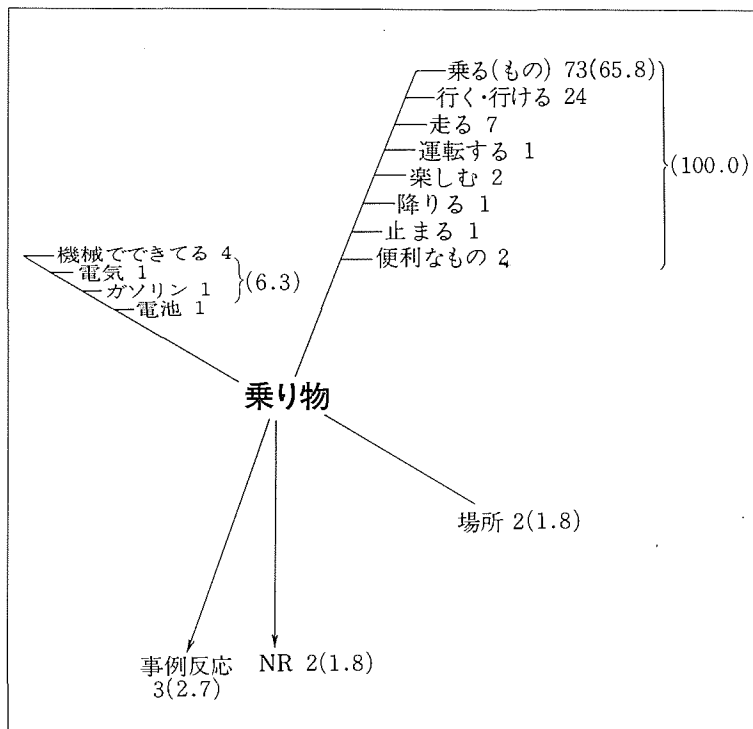 乗る(もの) 73(65.8)
行く・行ける 24
走る 7
運転する 1
楽しむ 2
降りる 1
止まる 1
便利なもの 2
(100.0)
機械でできてる 4
電気 1
ガソリン 1
電池 1
(6.3)
乗り物
場所 2(1.8)
事例反応
3(2.7)
NR 2(1.8)